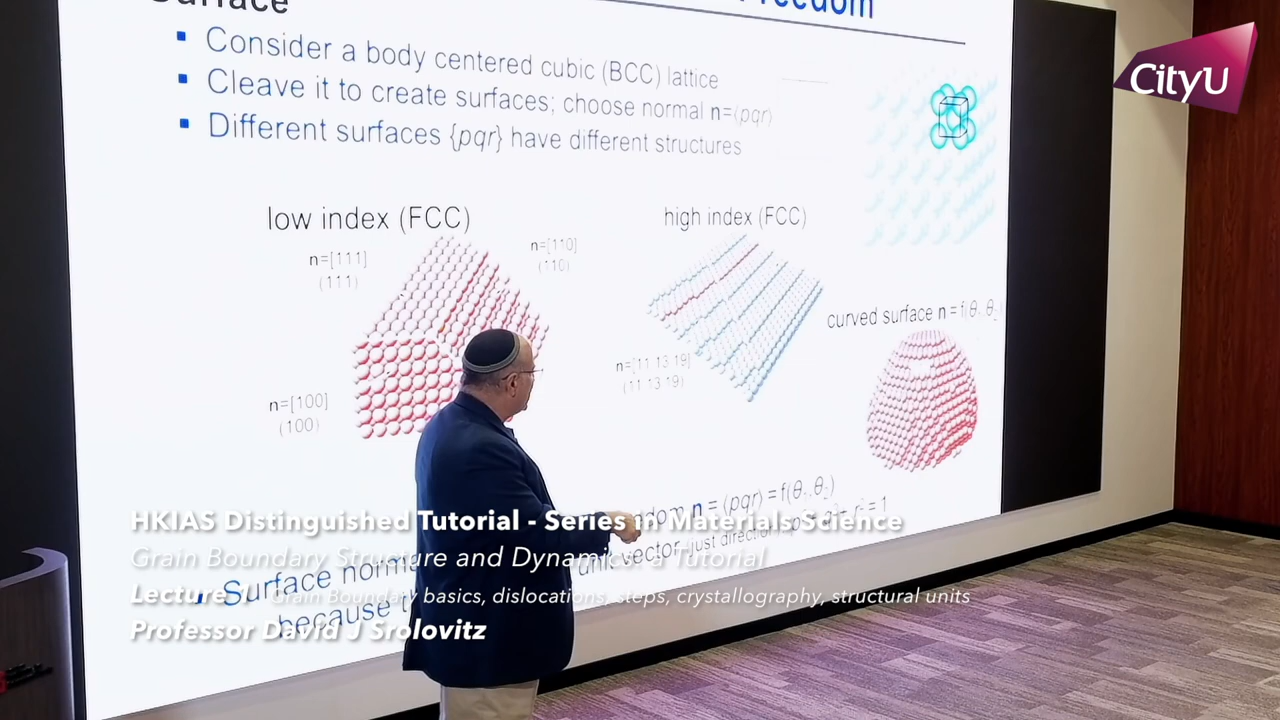 Surface
Freedom
Consider a body centered cubic (BCC) lattice
Cleave it to create surfaces; choose normal n=⟨pqr⟩
Different surfaces {pqr} have different structures
CityU
low index (FCC)
high index (FCC)
n=[111]
(111)
n=[110]
(110)
curved surface n = f(θ₁,θ₂)
n=[11 13 19]
(11 13 19)
n=[100]
(100)
n = ⟨pqr⟩ = f(θ₁,θ₂)
HKIAS Distinguished Tutorial - Series in Materials Science
unit vector just direction
= 1
Grain Boundary Structure and Dynamics: a Tutorial
Surface
because
Lecture Grain Boundary basics, dislocations, steps, crystallography, structural units
Professor David J Srolovitz